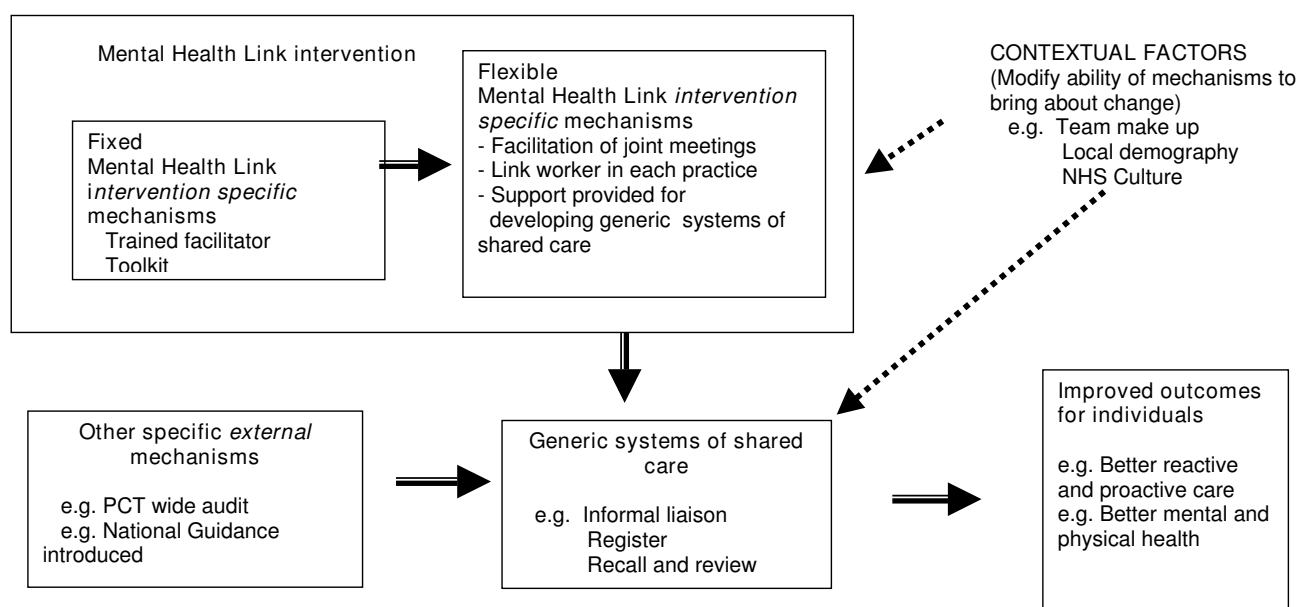 Mental Health Link intervention
Fixed
Mental Health Link
intervention specific
mechanisms
Trained facilitator
Toolkit
Flexible
Mental Health Link intervention
specific mechanisms
- Facilitation of joint meetings
- Link worker in each practice
- Support provided for
developing generic systems of
shared care
CONTEXTUAL FACTORS
(Modify ability of mechanisms to
bring about change)
e.g. Team make up
Local demography
NHS Culture
Other specific external
mechanisms
e.g. PCT wide audit
e.g. National Guidance
introduced
Generic systems of shared
care
e.g. Informal liaison
Register
Recall and review
Improved outcomes
for individuals
e.g. Better reactive
and proactive care
e.g. Better mental and
physical health